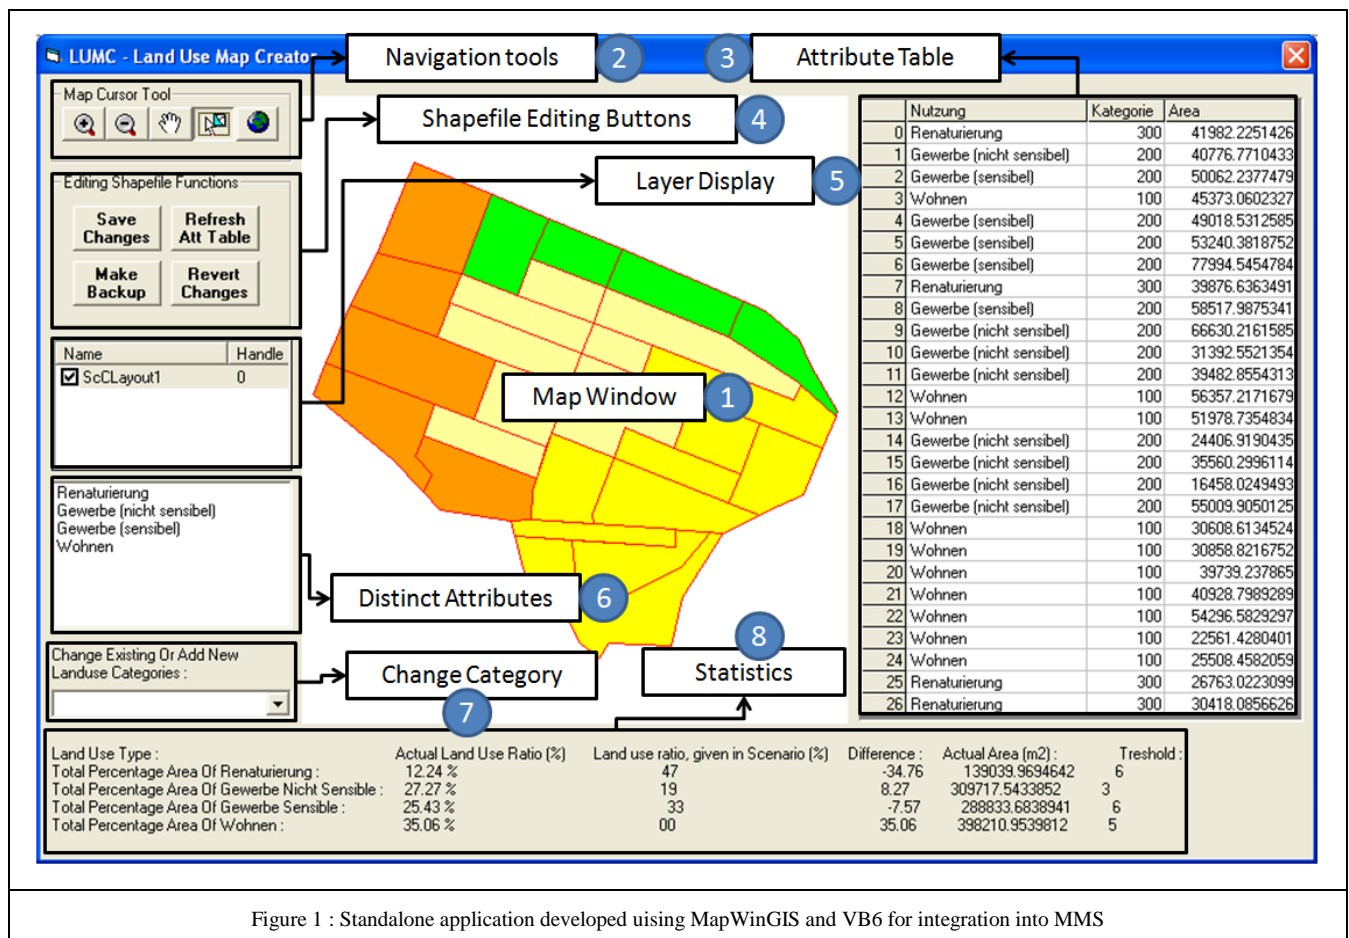 LUMC - Land Use Map Creator
Navigation tools
2
3
Attribute Table
Map Cursor Tool
Shapefile Editing Buttons
4
Layer Display
5
Editing Shapefile Functions
Save Changes
Refresh Att Table
Make Backup
Revert Changes
Name Handle
ScCLayout1 0
Map Window
1
Renaturierung
Gewerbe (nicht sensibel)
Gewerbe (sensibel)
Wohnen
Distinct Attributes
6
Change Existing Or Add New
Landuse Categories :
Change Category
7
8
Statistics
Nutzung Kategorie Area
0 Renaturierung 300 41982.2251426
1 Gewerbe (nicht sensibel) 200 40776.7710433
2 Gewerbe (sensibel) 200 50062.2377479
3 Wohnen 100 45373.0602327
4 Gewerbe (sensibel) 200 49018.5312585
5 Gewerbe (sensibel) 200 53240.3818752
6 Gewerbe (sensibel) 200 77994.5454784
7 Renaturierung 300 39876.6363491
8 Gewerbe (sensibel) 200 58517.9875341
9 Gewerbe (nicht sensibel) 200 66630.2161585
10 Gewerbe (nicht sensibel) 200 31392.5521354
11 Gewerbe (nicht sensibel) 200 39482.8554313
12 Wohnen 100 56357.2171679
13 Wohnen 100 51978.7354834
14 Gewerbe (nicht sensibel) 200 24406.9190435
15 Gewerbe (nicht sensibel) 200 35560.2996114
16 Gewerbe (nicht sensibel) 200 16458.0249493
17 Gewerbe (nicht sensibel) 200 55009.9050125
18 Wohnen 100 30608.6134524
19 Wohnen 100 30858.8216752
20 Wohnen 100 39739.237865
21 Wohnen 100 40928.7989289
22 Wohnen 100 54296.5829297
23 Wohnen 100 22561.4280401
24 Wohnen 100 25508.4582059
25 Renaturierung 300 26763.0223099
26 Renaturierung 300 30418.0856626
Land Use Type : Actual Land Use Ratio (%) Land use ratio, given in Scenario (%) Difference : Actual Area (m2) : Treshold :
Total Percentage Area Of Renaturierung : 12.24 % 47 -34.76 139039.9694642 6
Total Percentage Area Of Gewerbe Nicht Sensible : 27.27 % 19 8.27 309717.5433852 3
Total Percentage Area Of Gewerbe Sensible : 25.43 % 33 -7.57 288833.6838941 6
Total Percentage Area Of Wohnen : 35.06 % 00 35.06 398210.9539812 5
Figure 1 : Standalone application developed uising MapWinGIS and VB6 for integration into MMS